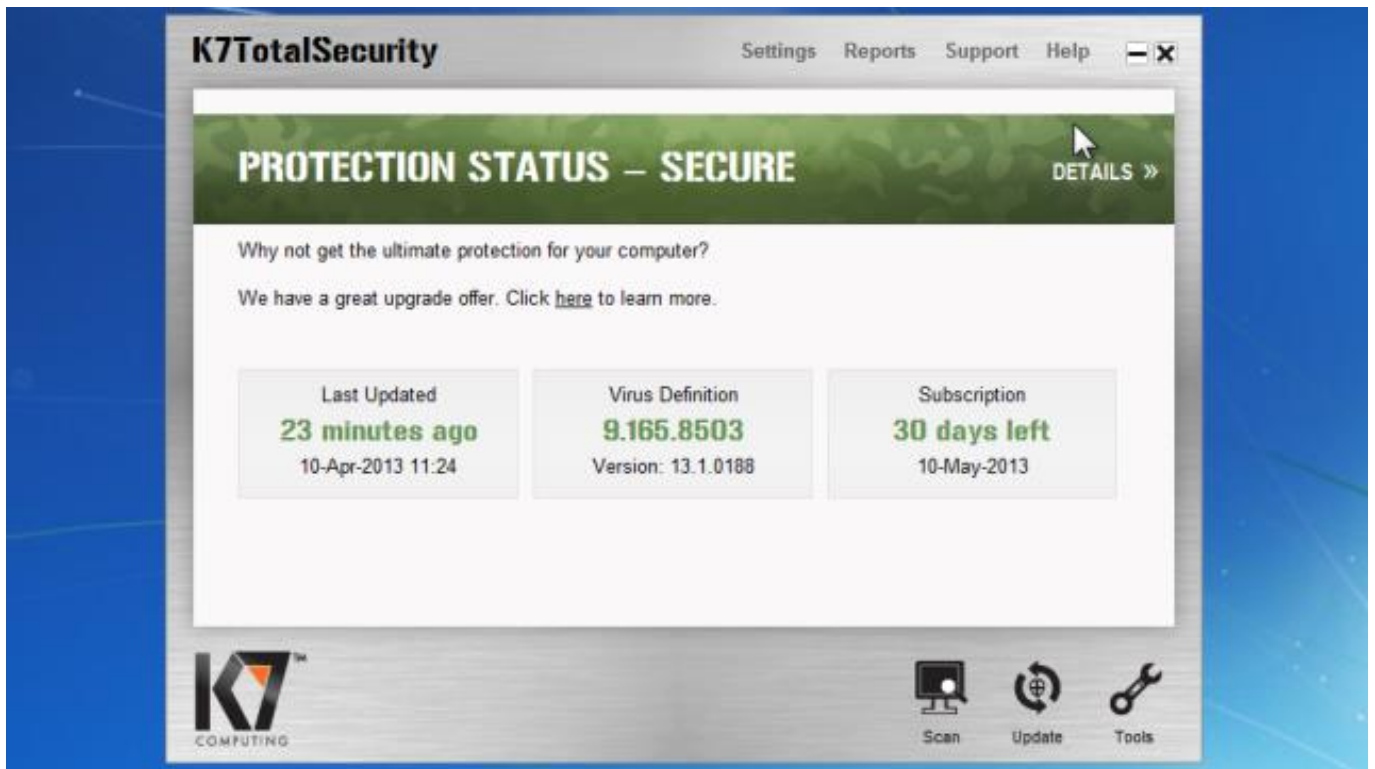 K7TotalSecurity
Settings Reports Support Help
PROTECTION STATUS – SECURE
DETAILS »
Why not get the ultimate protection for your computer?
We have a great upgrade offer. Click here to learn more.
Last Updated
23 minutes ago
10-Apr-2013 11:24
Virus Definition
9.165.8503
Version: 13.1.0188
Subscription
30 days left
10-May-2013
K7™
COMPUTING
Scan Update Tools